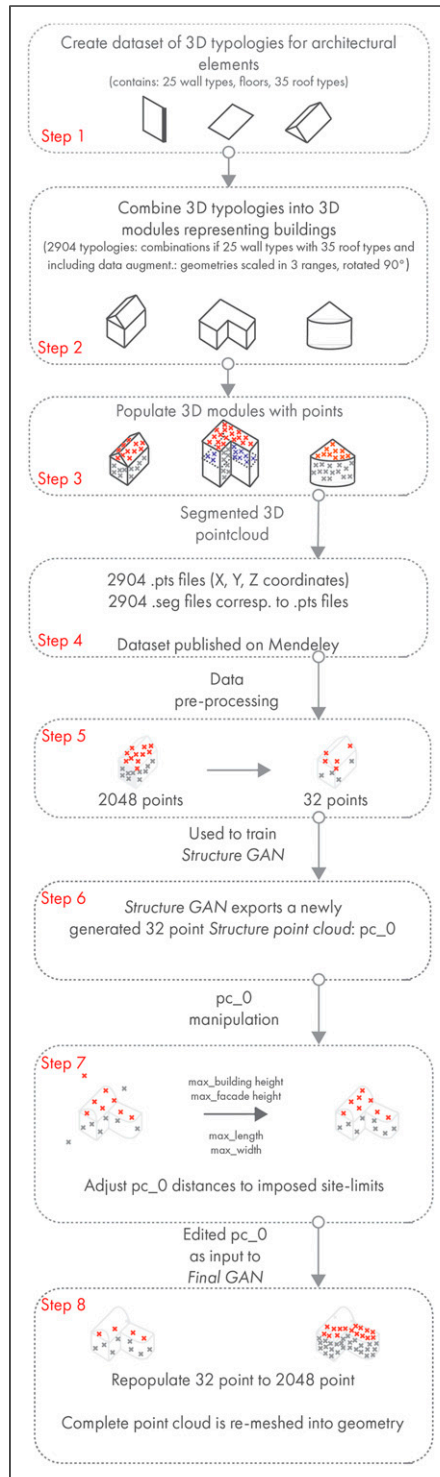 Create dataset of 3D typologies for architectural
elements
(contains: 25 wall types, floors, 35 roof types)
Step 1
Combine 3D typologies into 3D
modules representing buildings
(2904 typologies: combinations if 25 wall types with 35 roof types and
including data augment.: geometries scaled in 3 ranges, rotated 90°)
Step 2
Populate 3D modules with points
Step 3
Segmented 3D
pointcloud
2904 .pts files (X, Y, Z coordinates)
2904 .seg files corresp. to .pts files
Step 4
Dataset published on Mendeley
Data
pre-processing
Step 5
2048 points
32 points
Used to train
Structure GAN
Step 6
Structure GAN exports a newly
generated 32 point Structure point cloud: pc_0
pc_0
manipulation
Step 7
max_building height
max_facade height
max_length
max_width
Adjust pc_0 distances to imposed site-limits
Edited pc_0
as input to
Final GAN
Step 8
Repopulate 32 point to 2048 point
Complete point cloud is re-meshed into geometry